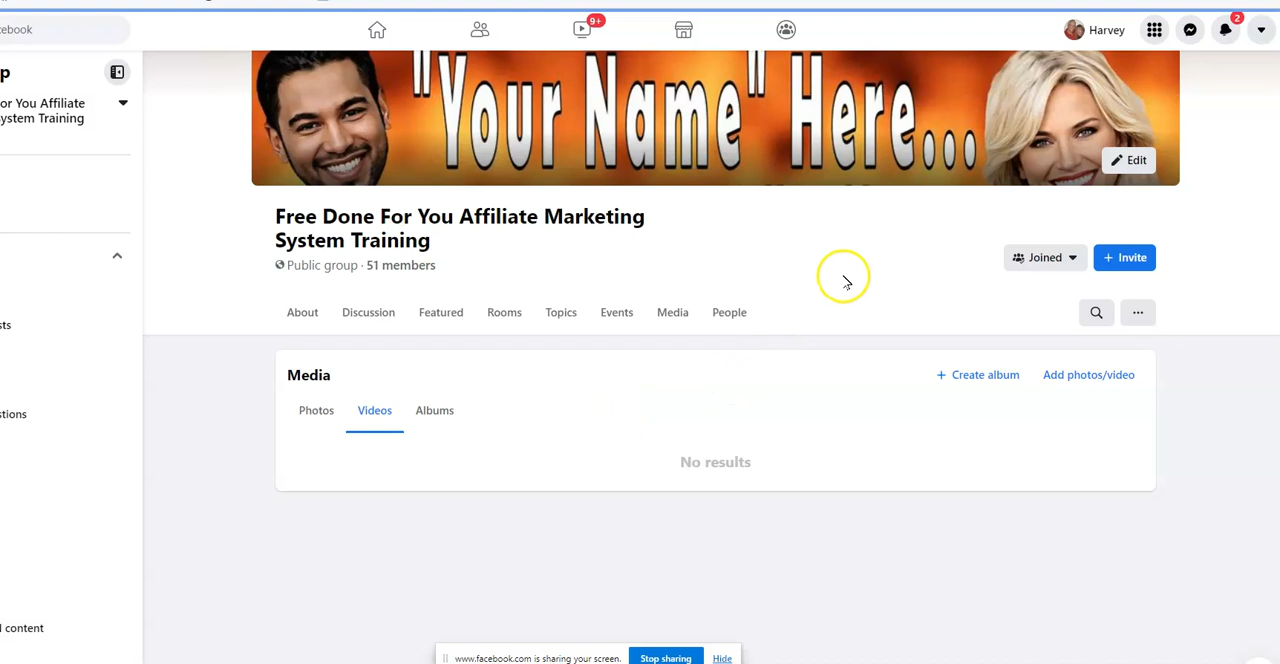 cebook
9+
Harvey
2
p
or You Affiliate
ystem Training
"Your Name" Here...
Edit
Free Done For You Affiliate Marketing
System Training
Public group · 51 members
Joined
+ Invite
About Discussion Featured Rooms Topics Events Media People
...
sts
Media
+ Create album
Add photos/video
Photos Videos Albums
stions
No results
d content
www.facebook.com is sharing your screen.
Stop sharing
Hide